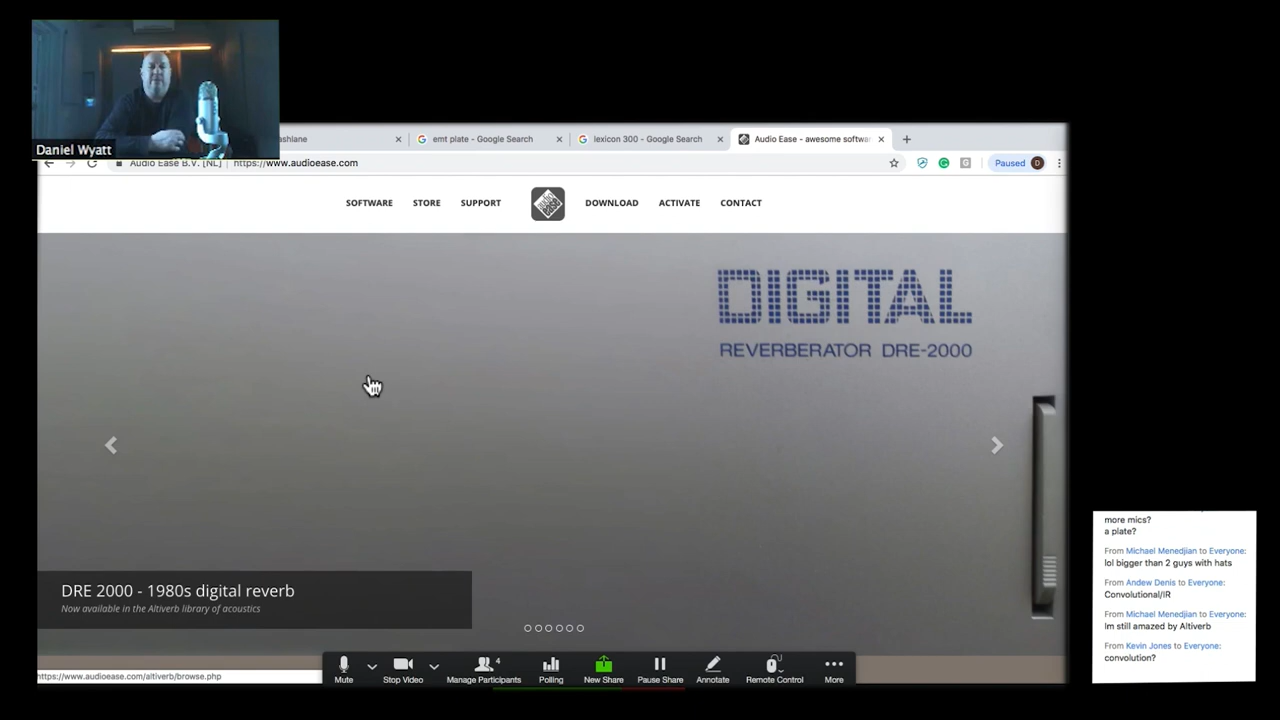 Daniel Wyatt
ashlane
emt plate - Google Search
lexicon 300 - Google Search
Audio Ease - awesome softwa
Audio Ease B.V. [NL]
https://www.audioease.com
Paused
D
SOFTWARE
STORE
SUPPORT
DOWNLOAD
ACTIVATE
CONTACT
DIGITAL
REVERBERATOR DRE-2000
DRE 2000 - 1980s digital reverb
Now available in the Altiverb library of acoustics
https://www.audioease.com/altiverb/browse.php
Mute
Stop Video
4
Manage Participants
Polling
New Share
Pause Share
Annotate
Remote Control
More
more mics?
a plate?
From Michael Menedjian to Everyone:
lol bigger than 2 guys with hats
From Andew Denis to Everyone:
Convolutional/IR
From Michael Menedjian to Everyone:
Im still amazed by Altiverb
From Kevin Jones to Everyone:
convolution?